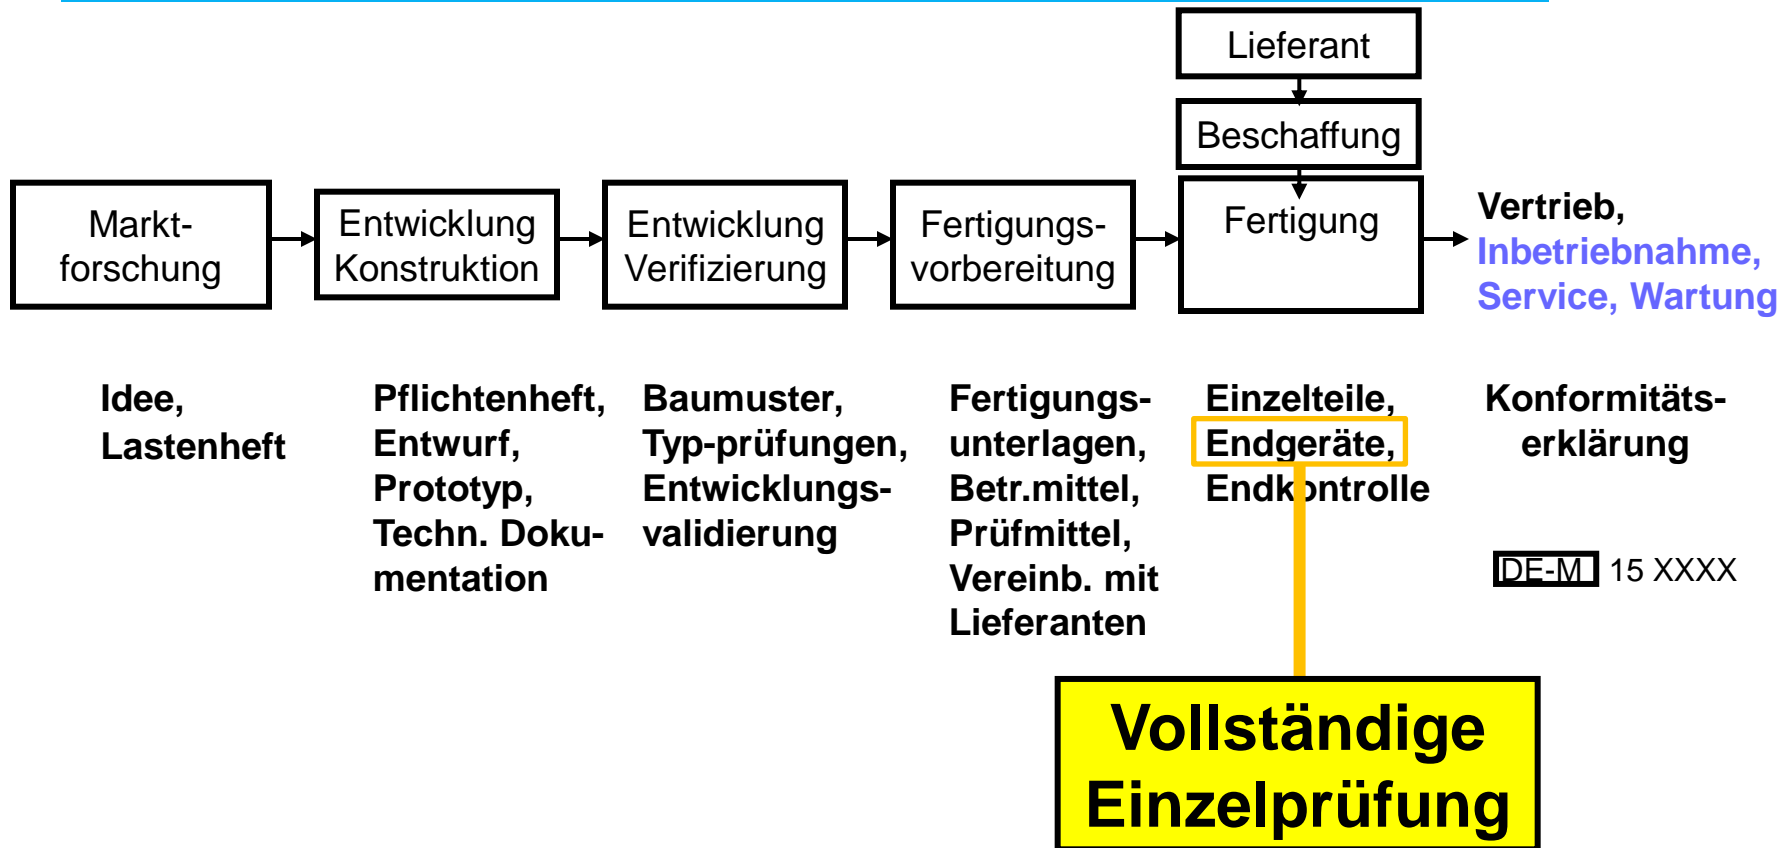 Lieferant
Beschaffung
Markt-
forschung
Entwicklung
Konstruktion
Entwicklung
Verifizierung
Fertigungs-
vorbereitung
Fertigung
Vertrieb,
Inbetriebnahme,
Service, Wartung
Idee,
Lastenheft
Pflichtenheft,
Entwurf,
Prototyp,
Techn. Doku-
mentation
Baumuster,
Typ-prüfungen,
Entwicklungs-
validierung
Fertigungs-
unterlagen,
Betr.mittel,
Prüfmittel,
Vereinb. mit
Lieferanten
Einzelteile,
Endgeräte,
Endkontrolle
Konformitäts-
erklärung
DE-M 15 XXXX
Vollständige
Einzelprüfung